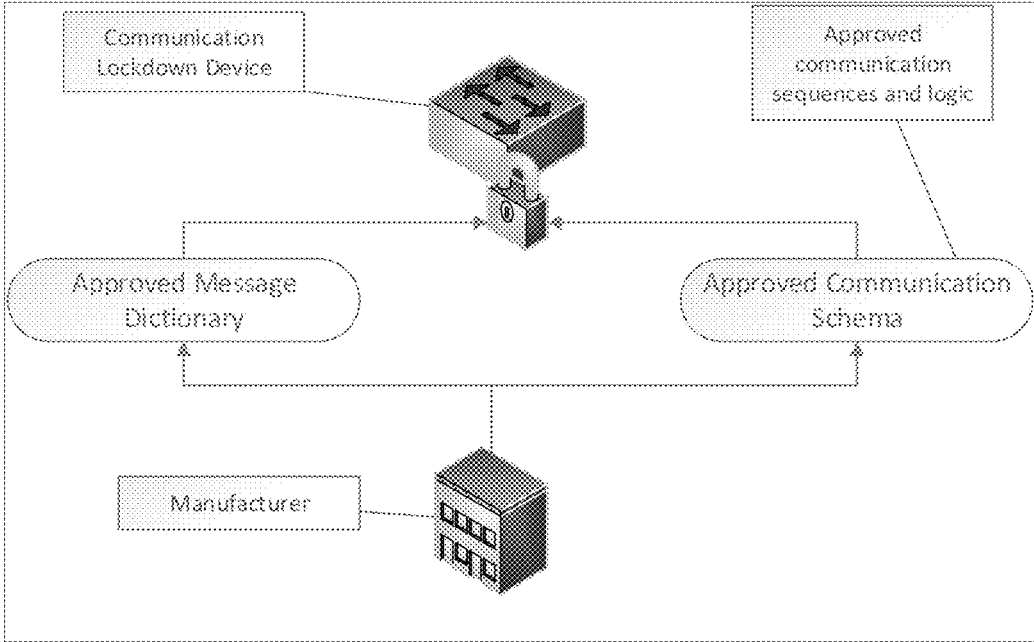 Communication
Lockdown Device
Approved
communication
sequences and logic
Approved Message
Dictionary
Approved Communication
Schema
Manufacturer